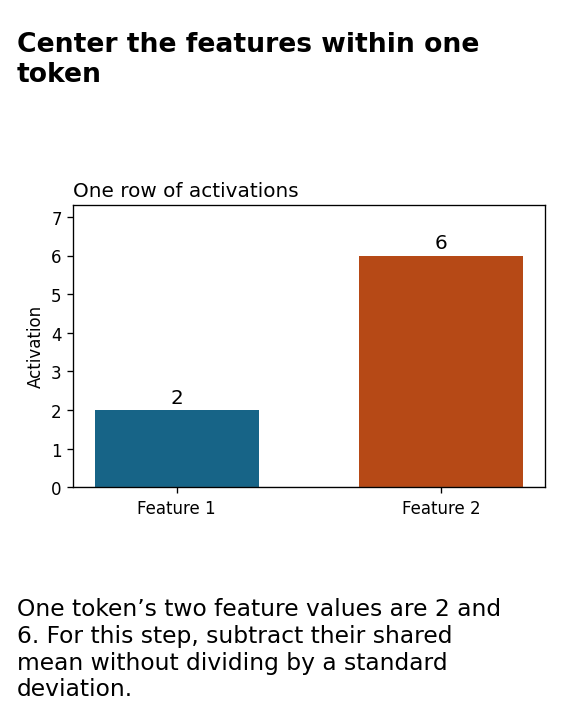 Center the features within one
token
One row of activations
7
6
5
4
3
2
1
0
Activation
2
6
Feature 1
Feature 2
One token’s two feature values are 2 and
6. For this step, subtract their shared
mean without dividing by a standard
deviation.